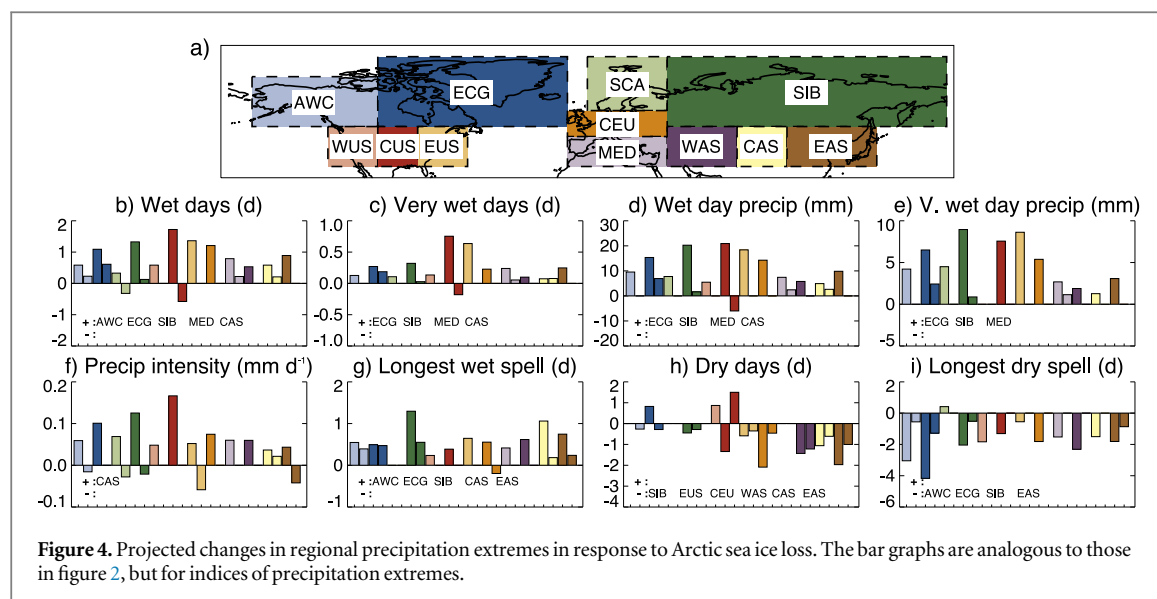 a)
AWC ECG SCA SIB
WUS CUS EUS CEU MED WAS CAS EAS
b) Wet days (d)
2
1
0
-1
-2
+ :AWC ECG SIB MED CAS
- :
c) Very wet days (d)
1.0
0.5
0.0
-0.5
-1.0
+ :ECG SIB MED CAS
- :
d) Wet day precip (mm)
30
20
10
0
-10
-20
+ :ECG SIB MED CAS
- :
e) V. wet day precip (mm)
10
5
0
-5
+ :ECG SIB MED
- :
f) Precip intensity (mm d⁻¹)
0.2
0.1
0.0
-0.1
+ :CAS
- :
g) Longest wet spell (d)
2
1
0
-1
+ :AWC ECG SIB CAS EAS
- :
h) Dry days (d)
2
1
0
-1
-2
-3
-4
+ :
- :SIB EUS CEU WAS CAS EAS
i) Longest dry spell (d)
2
0
-2
-4
-6
+ :
- :AWC ECG SIB EAS
Figure 4. Projected changes in regional precipitation extremes in response to Arctic sea ice loss. The bar graphs are analogous to those
in figure 2, but for indices of precipitation extremes.